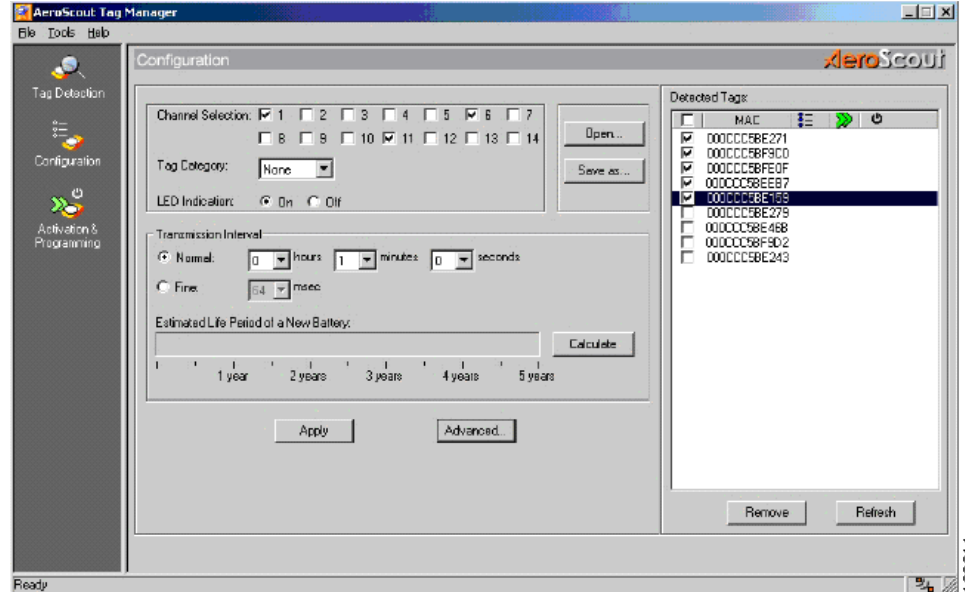 AeroScout Tag Manager
File Tools Help
Tag Detection
Configuration
Activation & Programming
Configuration
AeroScout
Channel Selection: 1 2 3 4 5 6 7
8 9 10 11 12 13 14
Tag Category: None
LED Indication: On Off
Open...
Save as...
Transmission Interval
Normal: 0 hours 1 minutes 0 seconds
Fine: 64 msec
Estimated Life Period of a New Battery:
Calculate
1 year 2 years 3 years 4 years 5 years
Apply
Advanced...
Detected Tags:
MAC
000CCC5BE271
000CCC5BF9C0
000CCC5BFE0F
000CCC5BEEB7
000CCC5BE159
000CCC5BE279
000CCC5BE46B
000CCC5BF9D2
000CCC5BE243
Remove
Refresh
Ready